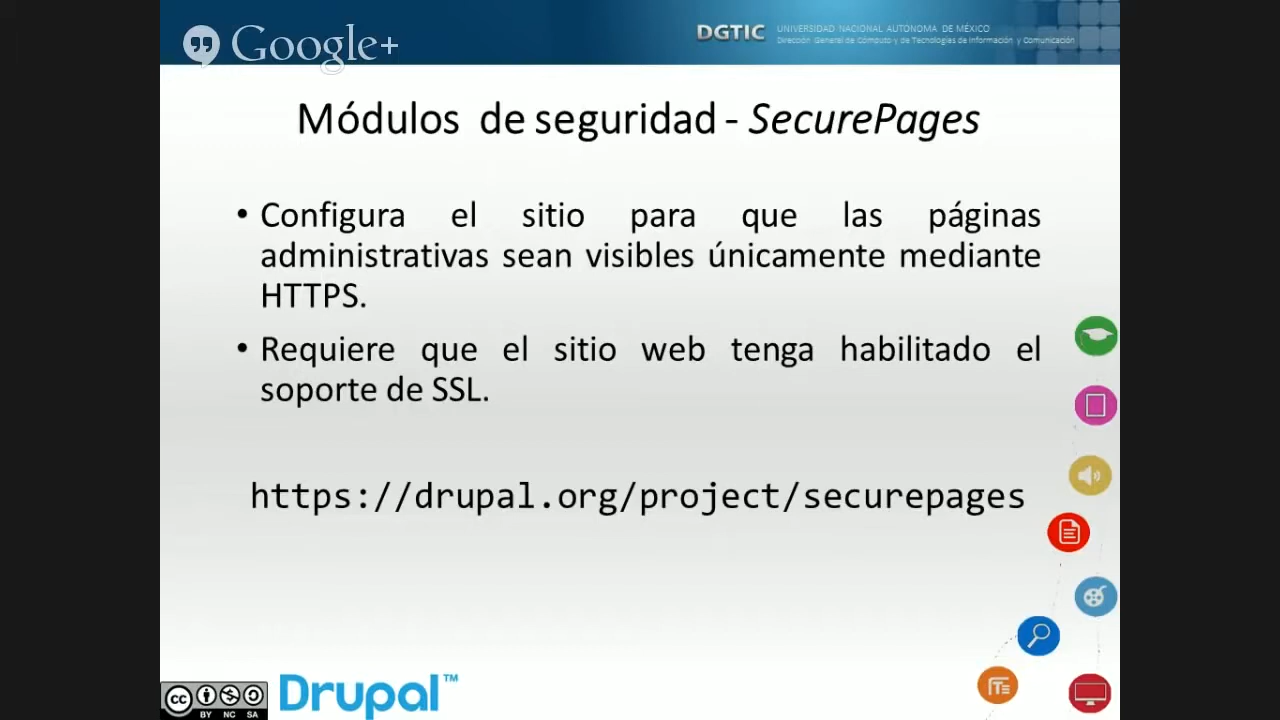 Google+
DGTIC
UNIVERSIDAD NACIONAL AUTÓNOMA DE MÉXICO
Dirección General de Cómputo y de Tecnologías de Información y Comunicación
Módulos de seguridad - SecurePages
• Configura el sitio para que las páginas
administrativas sean visibles únicamente mediante
HTTPS.
• Requiere que el sitio web tenga habilitado el
soporte de SSL.
https://drupal.org/project/securepages
cc
BY NC SA
Drupal™